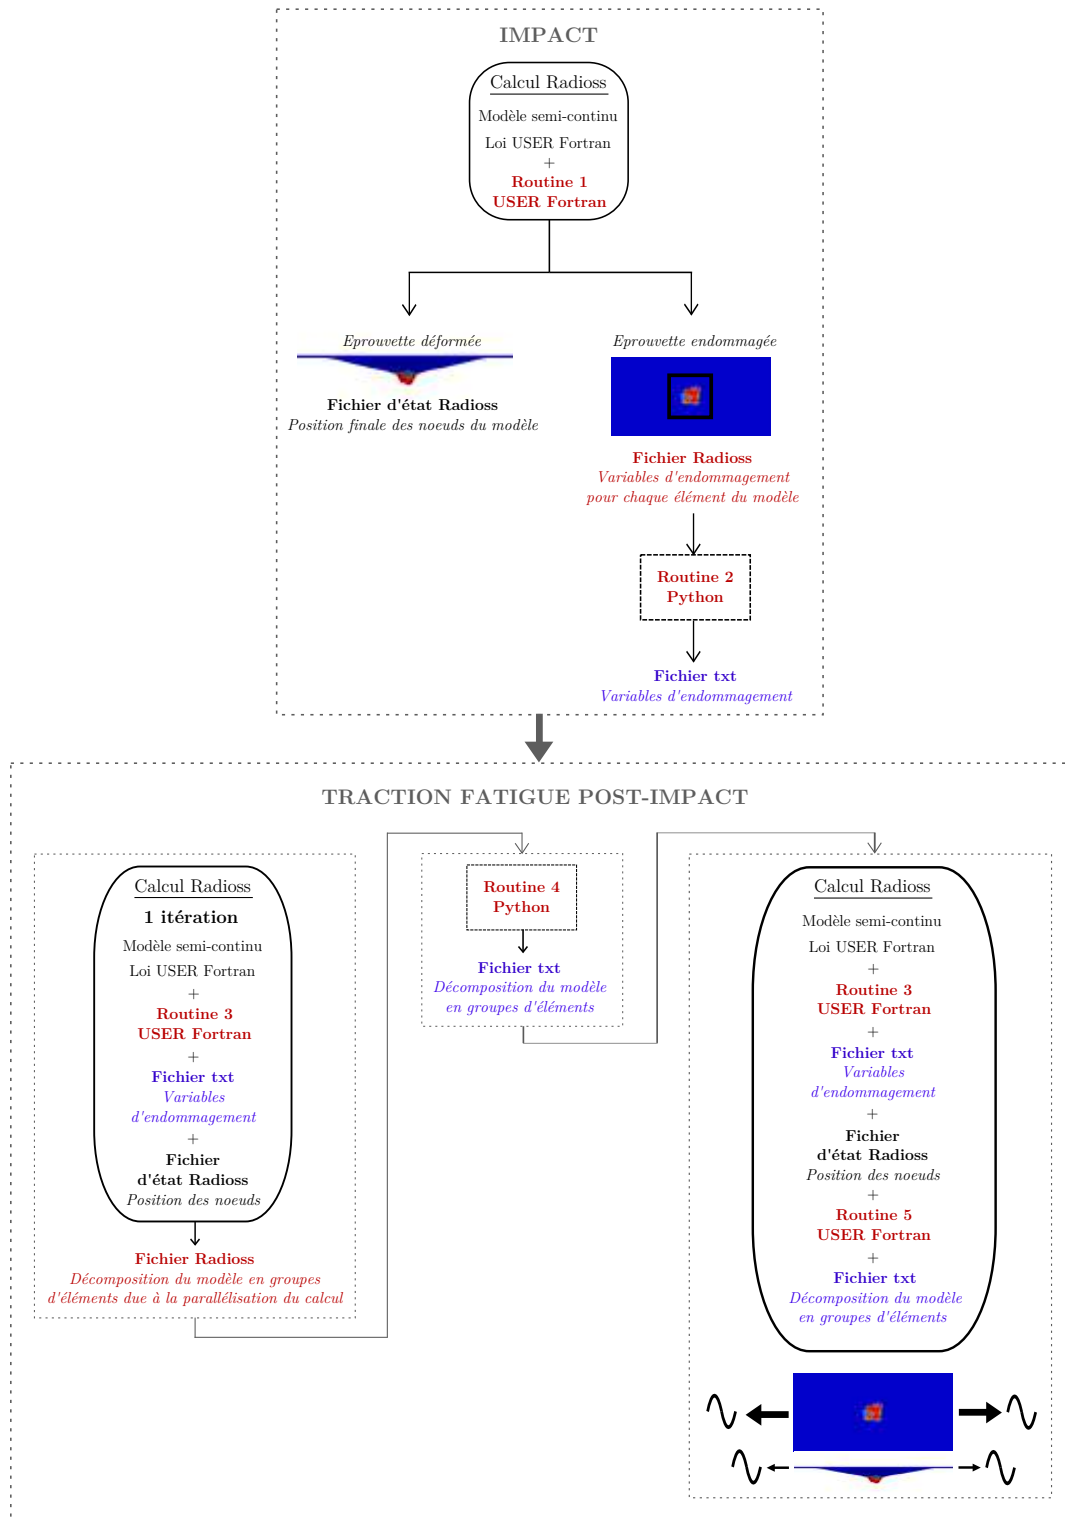 IMPACT
Calcul Radioss
Modèle semi-continu
Loi USER Fortran
+
Routine 1
USER Fortran
Eprouvette déformée
Fichier d'état Radioss
Position finale des noeuds du modèle
Eprouvette endommagée
Fichier Radioss
Variables d'endommagement
pour chaque élément du modèle
Routine 2
Python
Fichier txt
Variables d'endommagement
TRACTION FATIGUE POST-IMPACT
Calcul Radioss
1 itération
Modèle semi-continu
Loi USER Fortran
+
Routine 3
USER Fortran
+
Fichier txt
Variables
d'endommagement
+
Fichier
d'état Radioss
Position des noeuds
Fichier Radioss
Décomposition du modèle en groupes
d'éléments due à la parallélisation du calcul
Routine 4
Python
Fichier txt
Décomposition du modèle
en groupes d'éléments
Calcul Radioss
Modèle semi-continu
Loi USER Fortran
+
Routine 3
USER Fortran
+
Fichier txt
Variables
d'endommagement
+
Fichier
d'état Radioss
Position des noeuds
+
Routine 5
USER Fortran
+
Fichier txt
Décomposition du modèle
en groupes d'éléments